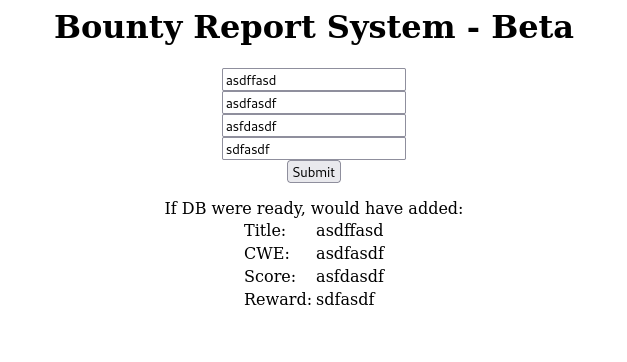 Bounty Report System - Beta
asdffasd
asdfasdf
asfdasdf
sdfasdf
Submit
If DB were ready, would have added:
Title: asdffasd
CWE: asdfasdf
Score: asfdasdf
Reward: sdfasdf